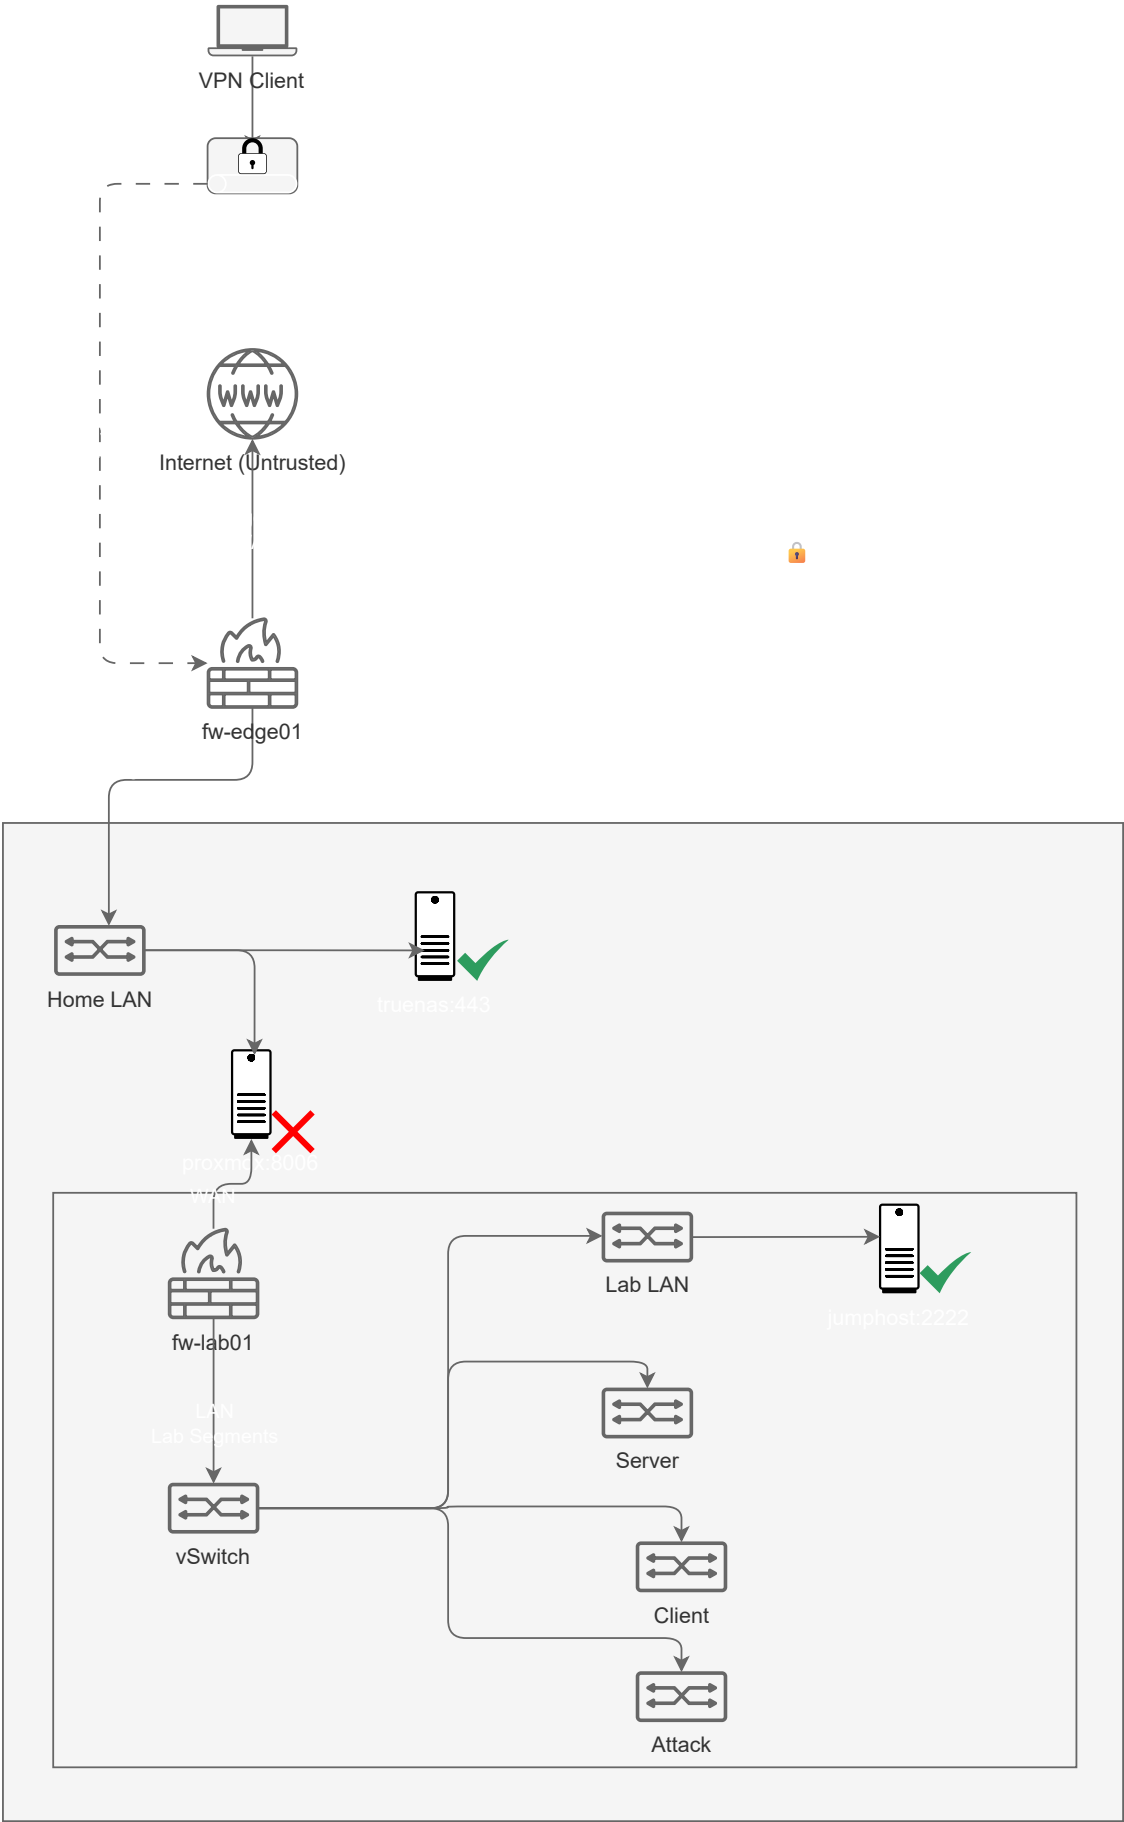 VPN Client
WWW
Internet (Untrusted)
fw-edge01
truenas:443
Home LAN
proxmox:8006
WAN
Lab LAN
jumphost:2222
fw-lab01
LAN
Lab Segments
Server
vSwitch
Client
Attack